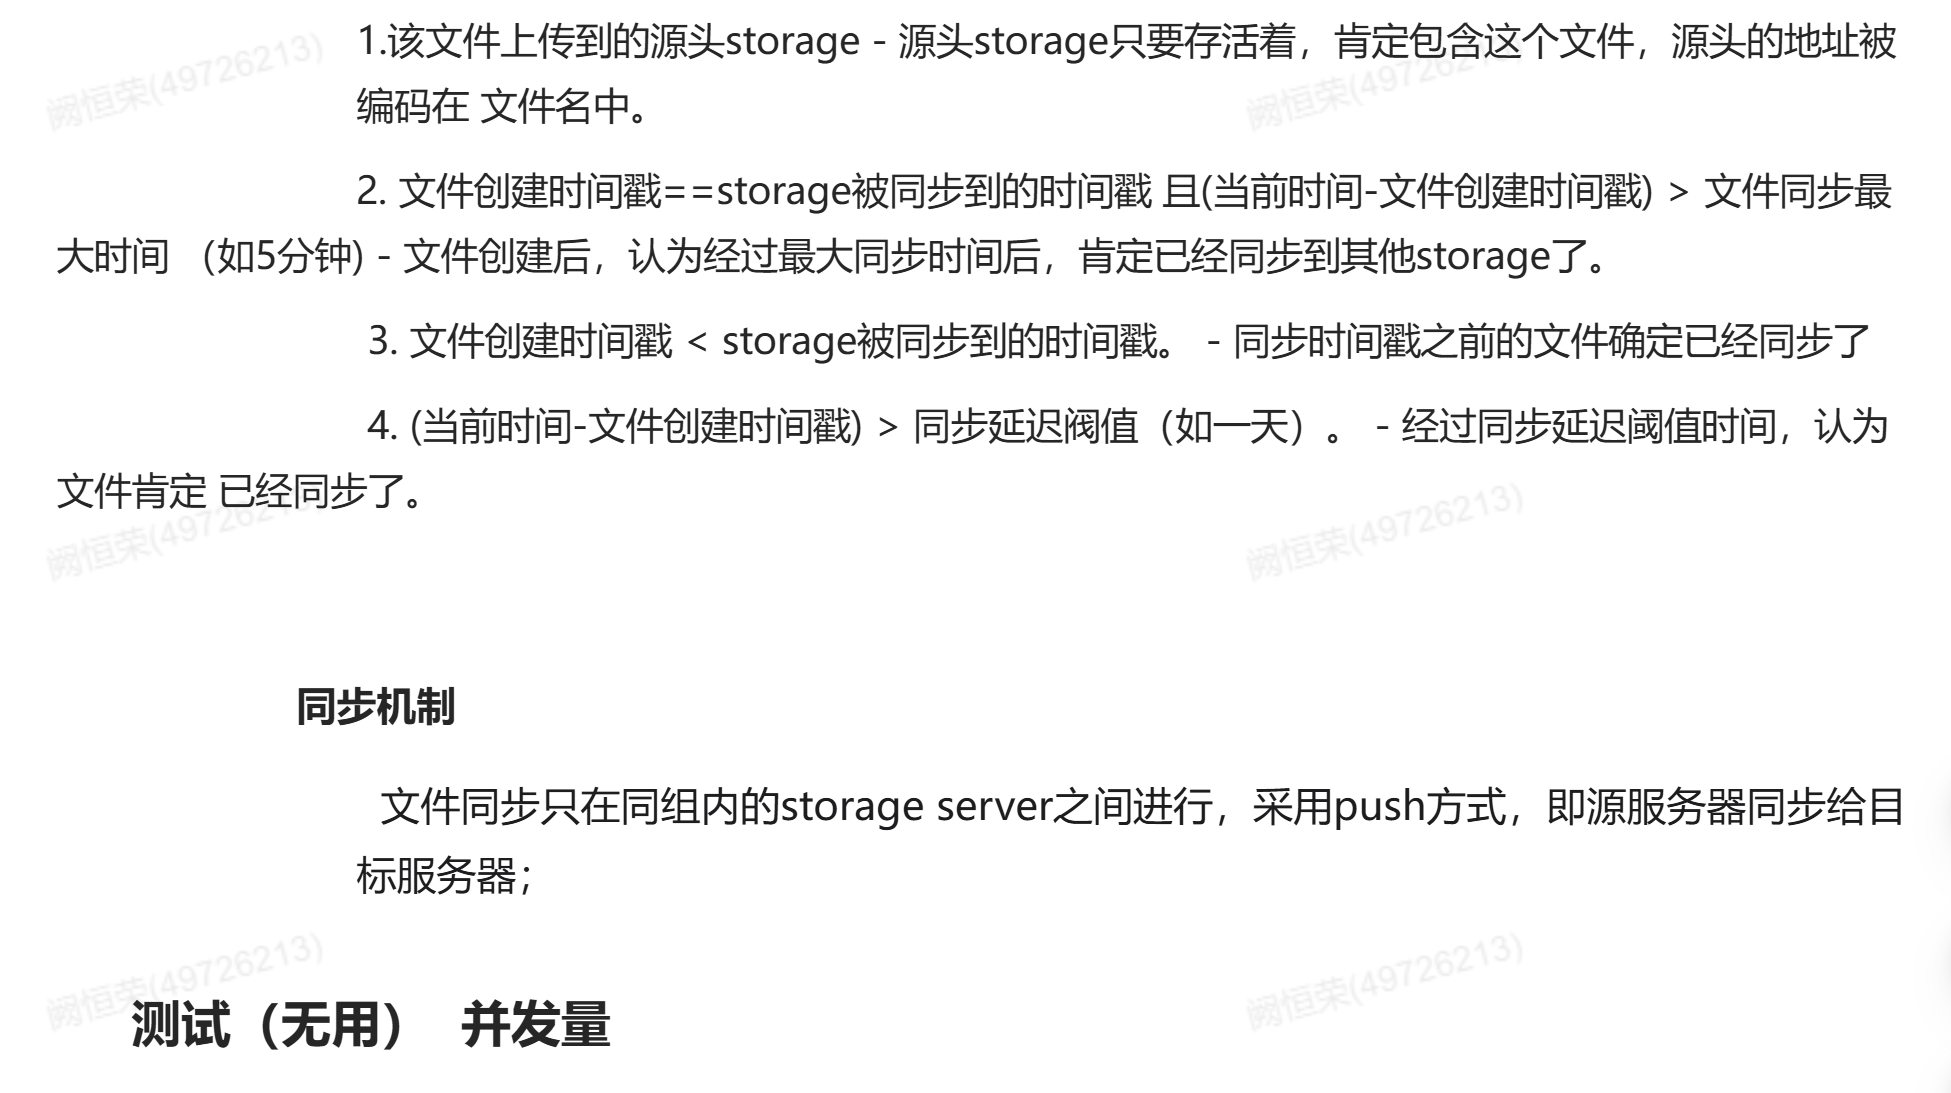 1.该文件上传到的源头storage - 源头storage只要存活着，肯定包含这个文件，源头的地址被
编码在 文件名中。
2. 文件创建时间戳==storage被同步到的时间戳 且(当前时间-文件创建时间戳) > 文件同步最
大时间 （如5分钟) - 文件创建后，认为经过最大同步时间后，肯定已经同步到其他storage了。
3. 文件创建时间戳 < storage被同步到的时间戳。 - 同步时间戳之前的文件确定已经同步了
4. (当前时间-文件创建时间戳) > 同步延迟阀值（如一天）。 - 经过同步延迟阈值时间，认为
文件肯定 已经同步了。
同步机制
文件同步只在同组内的storage server之间进行，采用push方式，即源服务器同步给目
标服务器；
测试（无用） 并发量
阙恒荣(49726213)
阙恒荣(49726213)
阙恒荣(49726213)
阙恒荣(49726213)
阙恒荣(49726213)
阙恒荣(49726213)